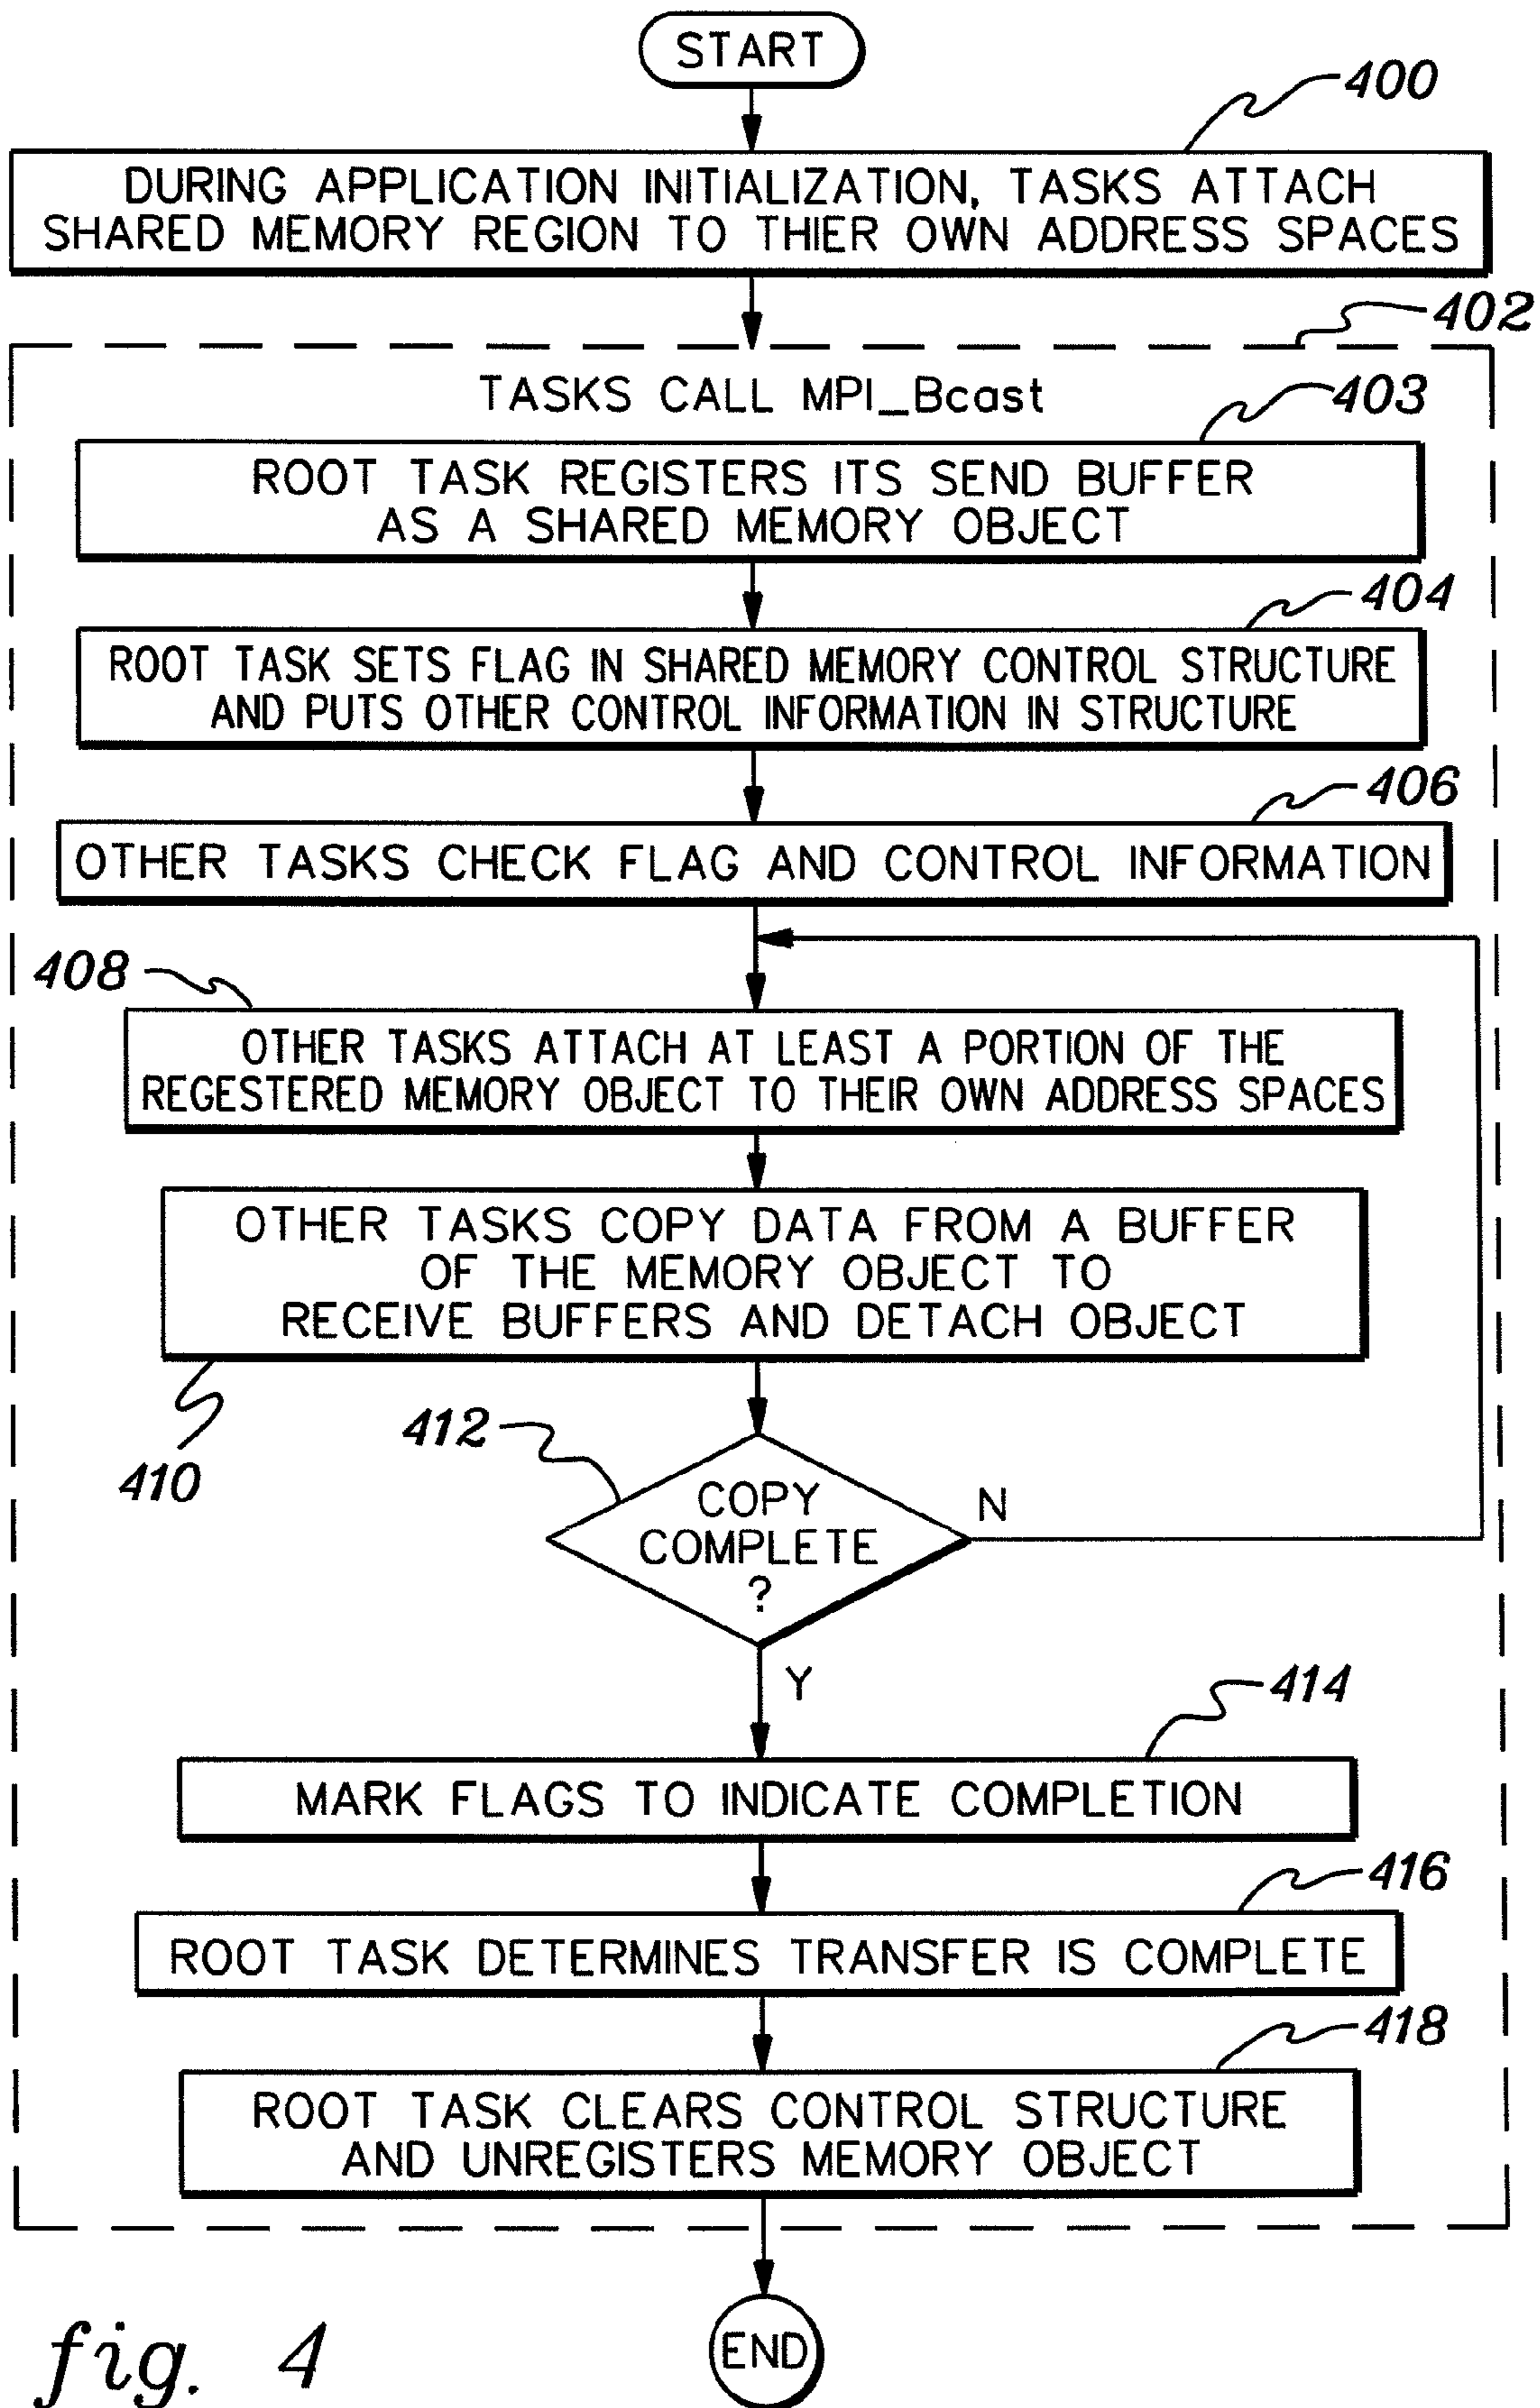 START
400
DURING APPLICATION INITIALIZATION, TASKS ATTACH
SHARED MEMORY REGION TO THIER OWN ADDRESS SPACES
402
TASKS CALL MPI_Bcast
403
ROOT TASK REGISTERS ITS SEND BUFFER
AS A SHARED MEMORY OBJECT
404
ROOT TASK SETS FLAG IN SHARED MEMORY CONTROL STRUCTURE
AND PUTS OTHER CONTROL INFORMATION IN STRUCTURE
406
OTHER TASKS CHECK FLAG AND CONTROL INFORMATION
408
OTHER TASKS ATTACH AT LEAST A PORTION OF THE
REGESTERED MEMORY OBJECT TO THEIR OWN ADDRESS SPACES
OTHER TASKS COPY DATA FROM A BUFFER
OF THE MEMORY OBJECT TO
RECEIVE BUFFERS AND DETACH OBJECT
410
412
COPY
COMPLETE
?
N
Y
414
MARK FLAGS TO INDICATE COMPLETION
416
ROOT TASK DETERMINES TRANSFER IS COMPLETE
418
ROOT TASK CLEARS CONTROL STRUCTURE
AND UNREGISTERS MEMORY OBJECT
END
fig. 4